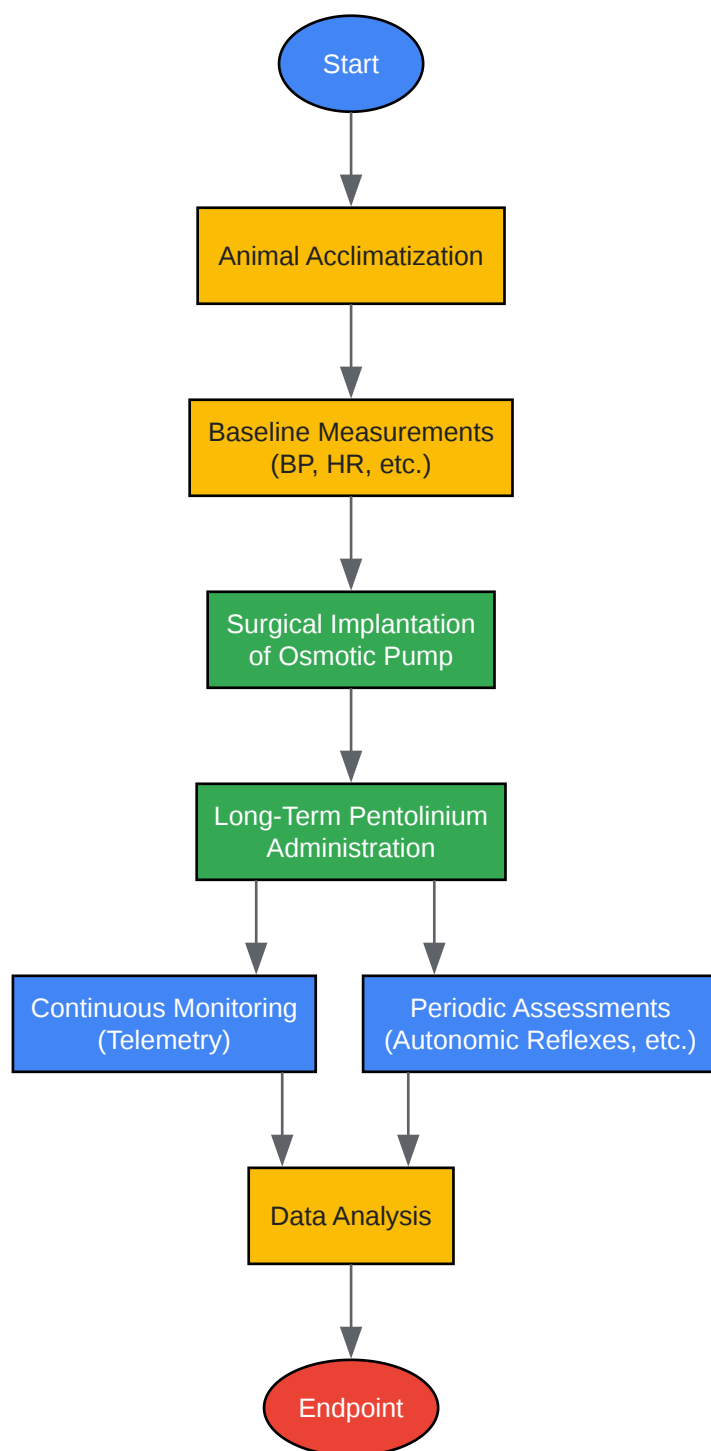 Start
Animal Acclimatization
Baseline Measurements
(BP, HR, etc.)
Surgical Implantation
of Osmotic Pump
Long-Term Pentolinium
Administration
Continuous Monitoring
(Telemetry)
Periodic Assessments
(Autonomic Reflexes, etc.)
Data Analysis
Endpoint